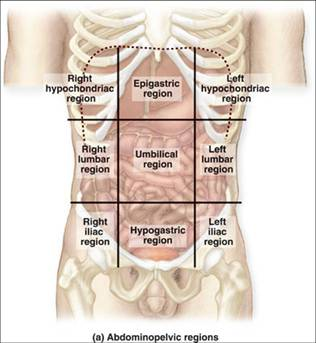 Right
hypochondriac
region
Epigastric
region
Left
hypochondriac
region
Right
lumbar
region
Umbilical
region
Left
lumbar
region
Right
iliac
region
Hypogastric
region
Left
iliac
region
(a) Abdominopelvic regions